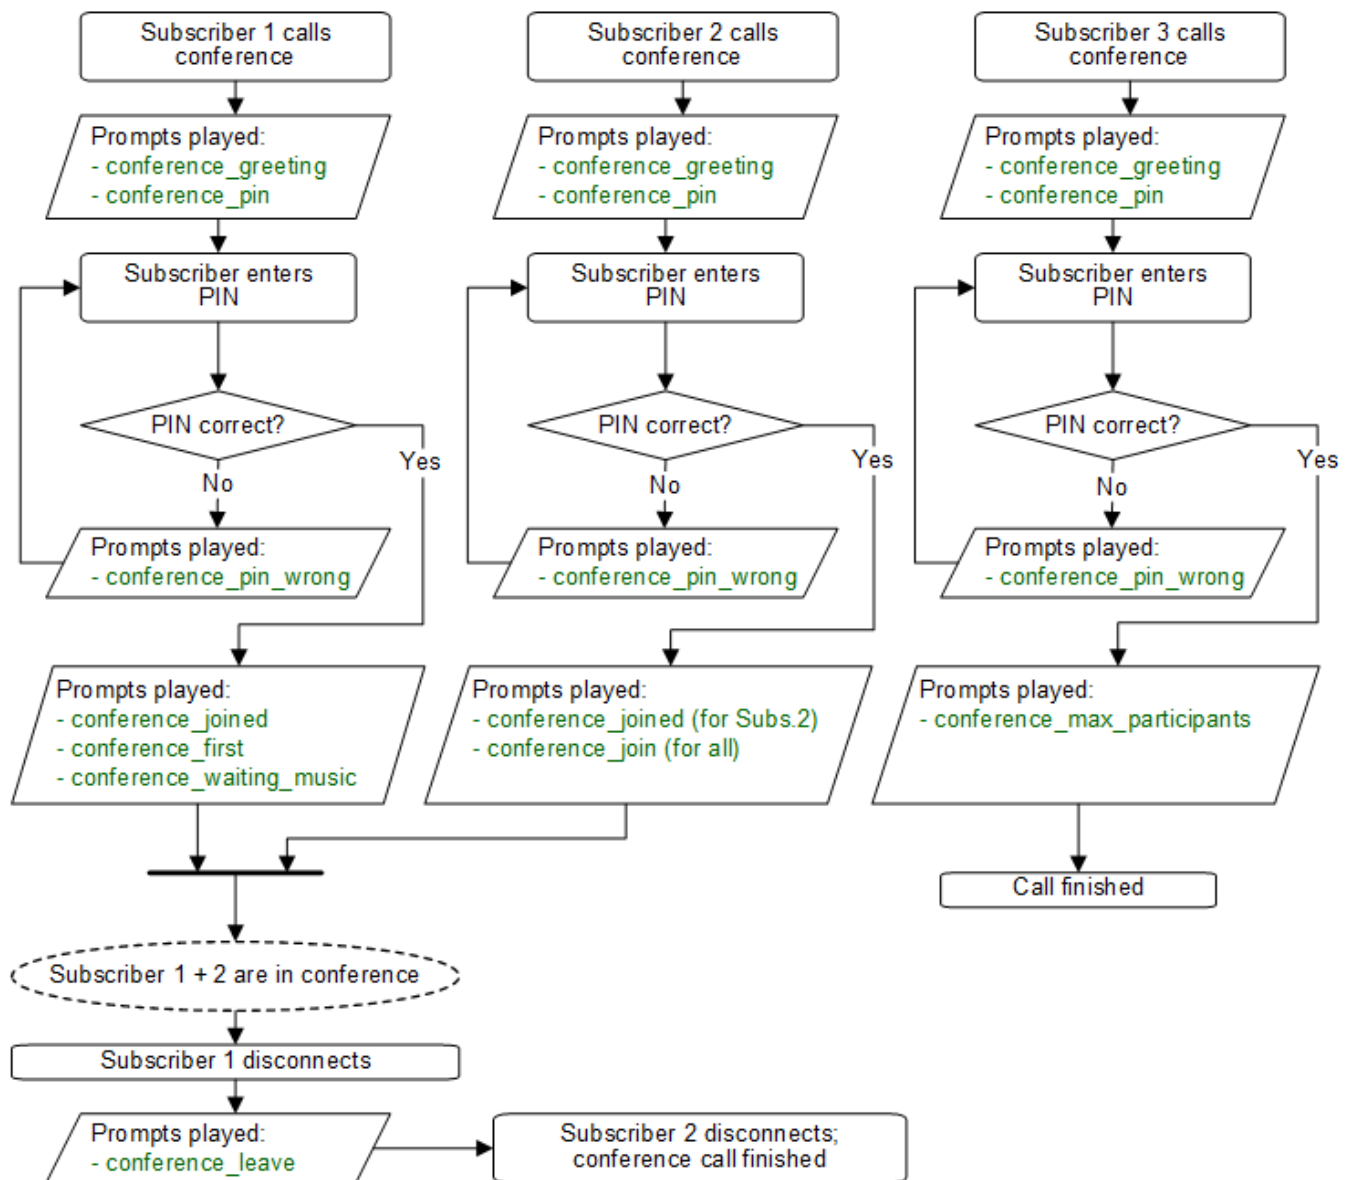 Subscriber 1 calls
conference
Prompts played:
- conference_greeting
- conference_pin
Subscriber enters
PIN
PIN correct?
Yes
No
Prompts played:
- conference_pin_wrong
Prompts played:
- conference_joined
- conference_first
- conference_waiting_music
Subscriber 2 calls
conference
Prompts played:
- conference_greeting
- conference_pin
Subscriber enters
PIN
PIN correct?
Yes
No
Prompts played:
- conference_pin_wrong
Prompts played:
- conference_joined (for Subs.2)
- conference_join (for all)
Subscriber 3 calls
conference
Prompts played:
- conference_greeting
- conference_pin
Subscriber enters
PIN
PIN correct?
Yes
No
Prompts played:
- conference_pin_wrong
Prompts played:
- conference_max_participants
Call finished
Subscriber 1 + 2 are in conference
Subscriber 1 disconnects
Prompts played:
- conference_leave
Subscriber 2 disconnects;
conference call finished